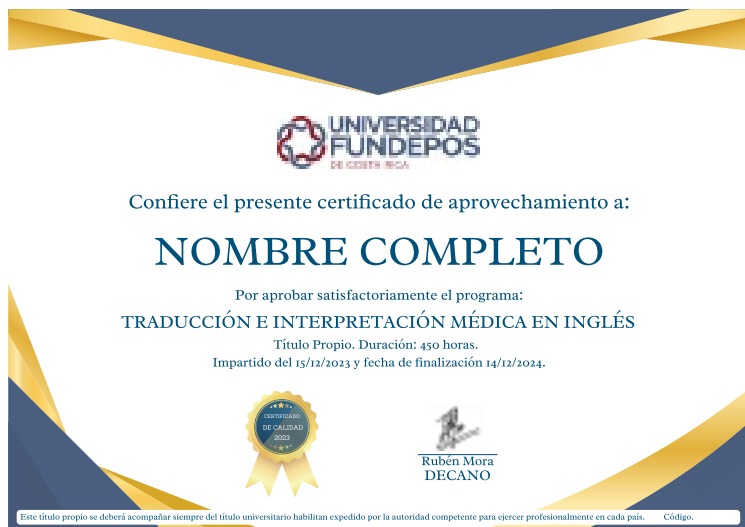 UNIVERSIDAD
FUNDEPOS
DE COSTA RICA
Confiere el presente certificado de aprovechamiento a:
NOMBRE COMPLETO
Por aprobar satisfactoriamente el programa:
TRADUCCIÓN E INTERPRETACIÓN MÉDICA EN INGLÉS
Título Propio. Duración: 450 horas.
Impartido del 15/12/2023 y fecha de finalización 14/12/2024.
CERTIFICADO
DE CALIDAD
2023
Rubén Mora
DECANO
Este título propio se deberá acompañar siempre del título universitario habilitan expedido por la autoridad competente para ejercer profesionalmente en cada país. Código.